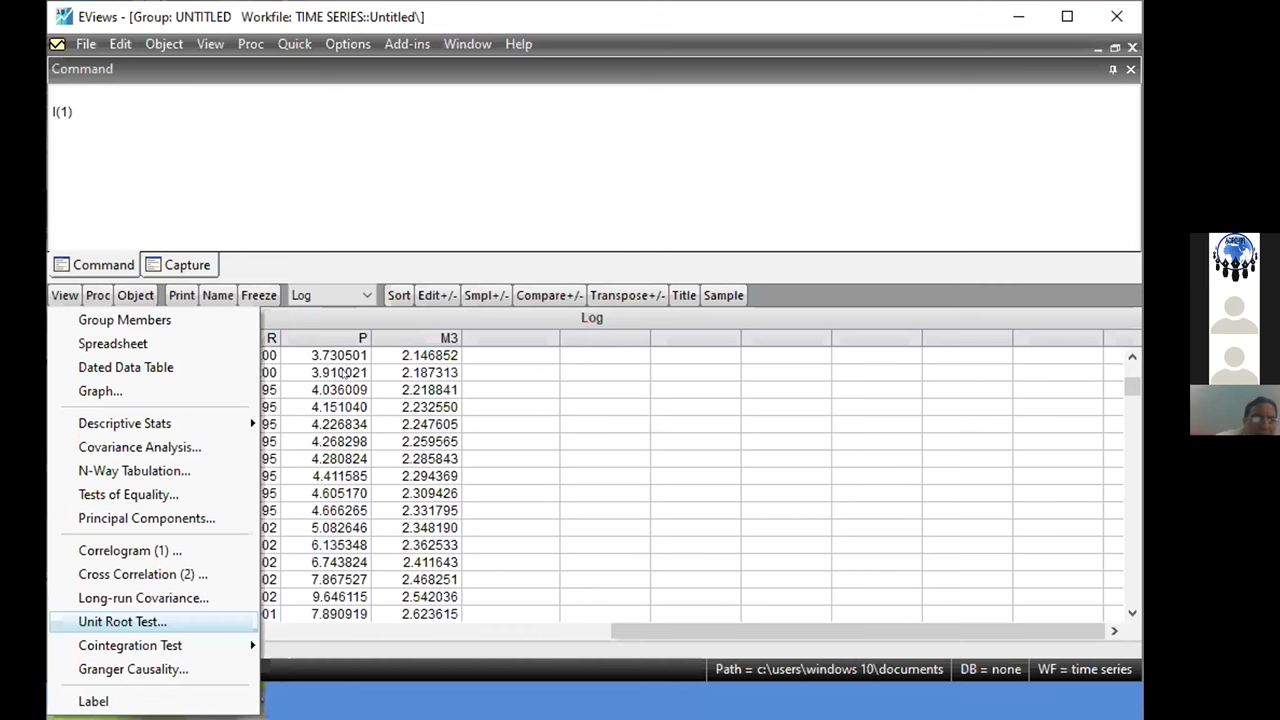 EViews - [Group: UNTITLED   Workfile: TIME SERIES::Untitled\]
File Edit Object View Proc Quick Options Add-ins Window Help
Command
I(1)
Command Capture
View Proc Object Print Name Freeze Log Sort Edit+/- Smpl+/- Compare+/- Transpose+/- Title Sample
Log
R P M3
00 3.730501 2.146852
00 3.910021 2.187313
95 4.036009 2.218841
95 4.151040 2.232550
95 4.226834 2.247605
95 4.268298 2.259565
95 4.280824 2.285843
95 4.411585 2.294369
95 4.605170 2.309426
95 4.666265 2.331795
02 5.082646 2.348190
02 6.135348 2.362533
02 6.743824 2.411643
02 7.867527 2.468251
02 9.646115 2.542036
01 7.890919 2.623615
Group Members
Spreadsheet
Dated Data Table
Graph...
Descriptive Stats
Covariance Analysis...
N-Way Tabulation...
Tests of Equality...
Principal Components...
Correlogram (1) ...
Cross Correlation (2) ...
Long-run Covariance...
Unit Root Test...
Cointegration Test
Granger Causality...
Label
Path = c:\users\windows 10\documents DB = none WF = time series